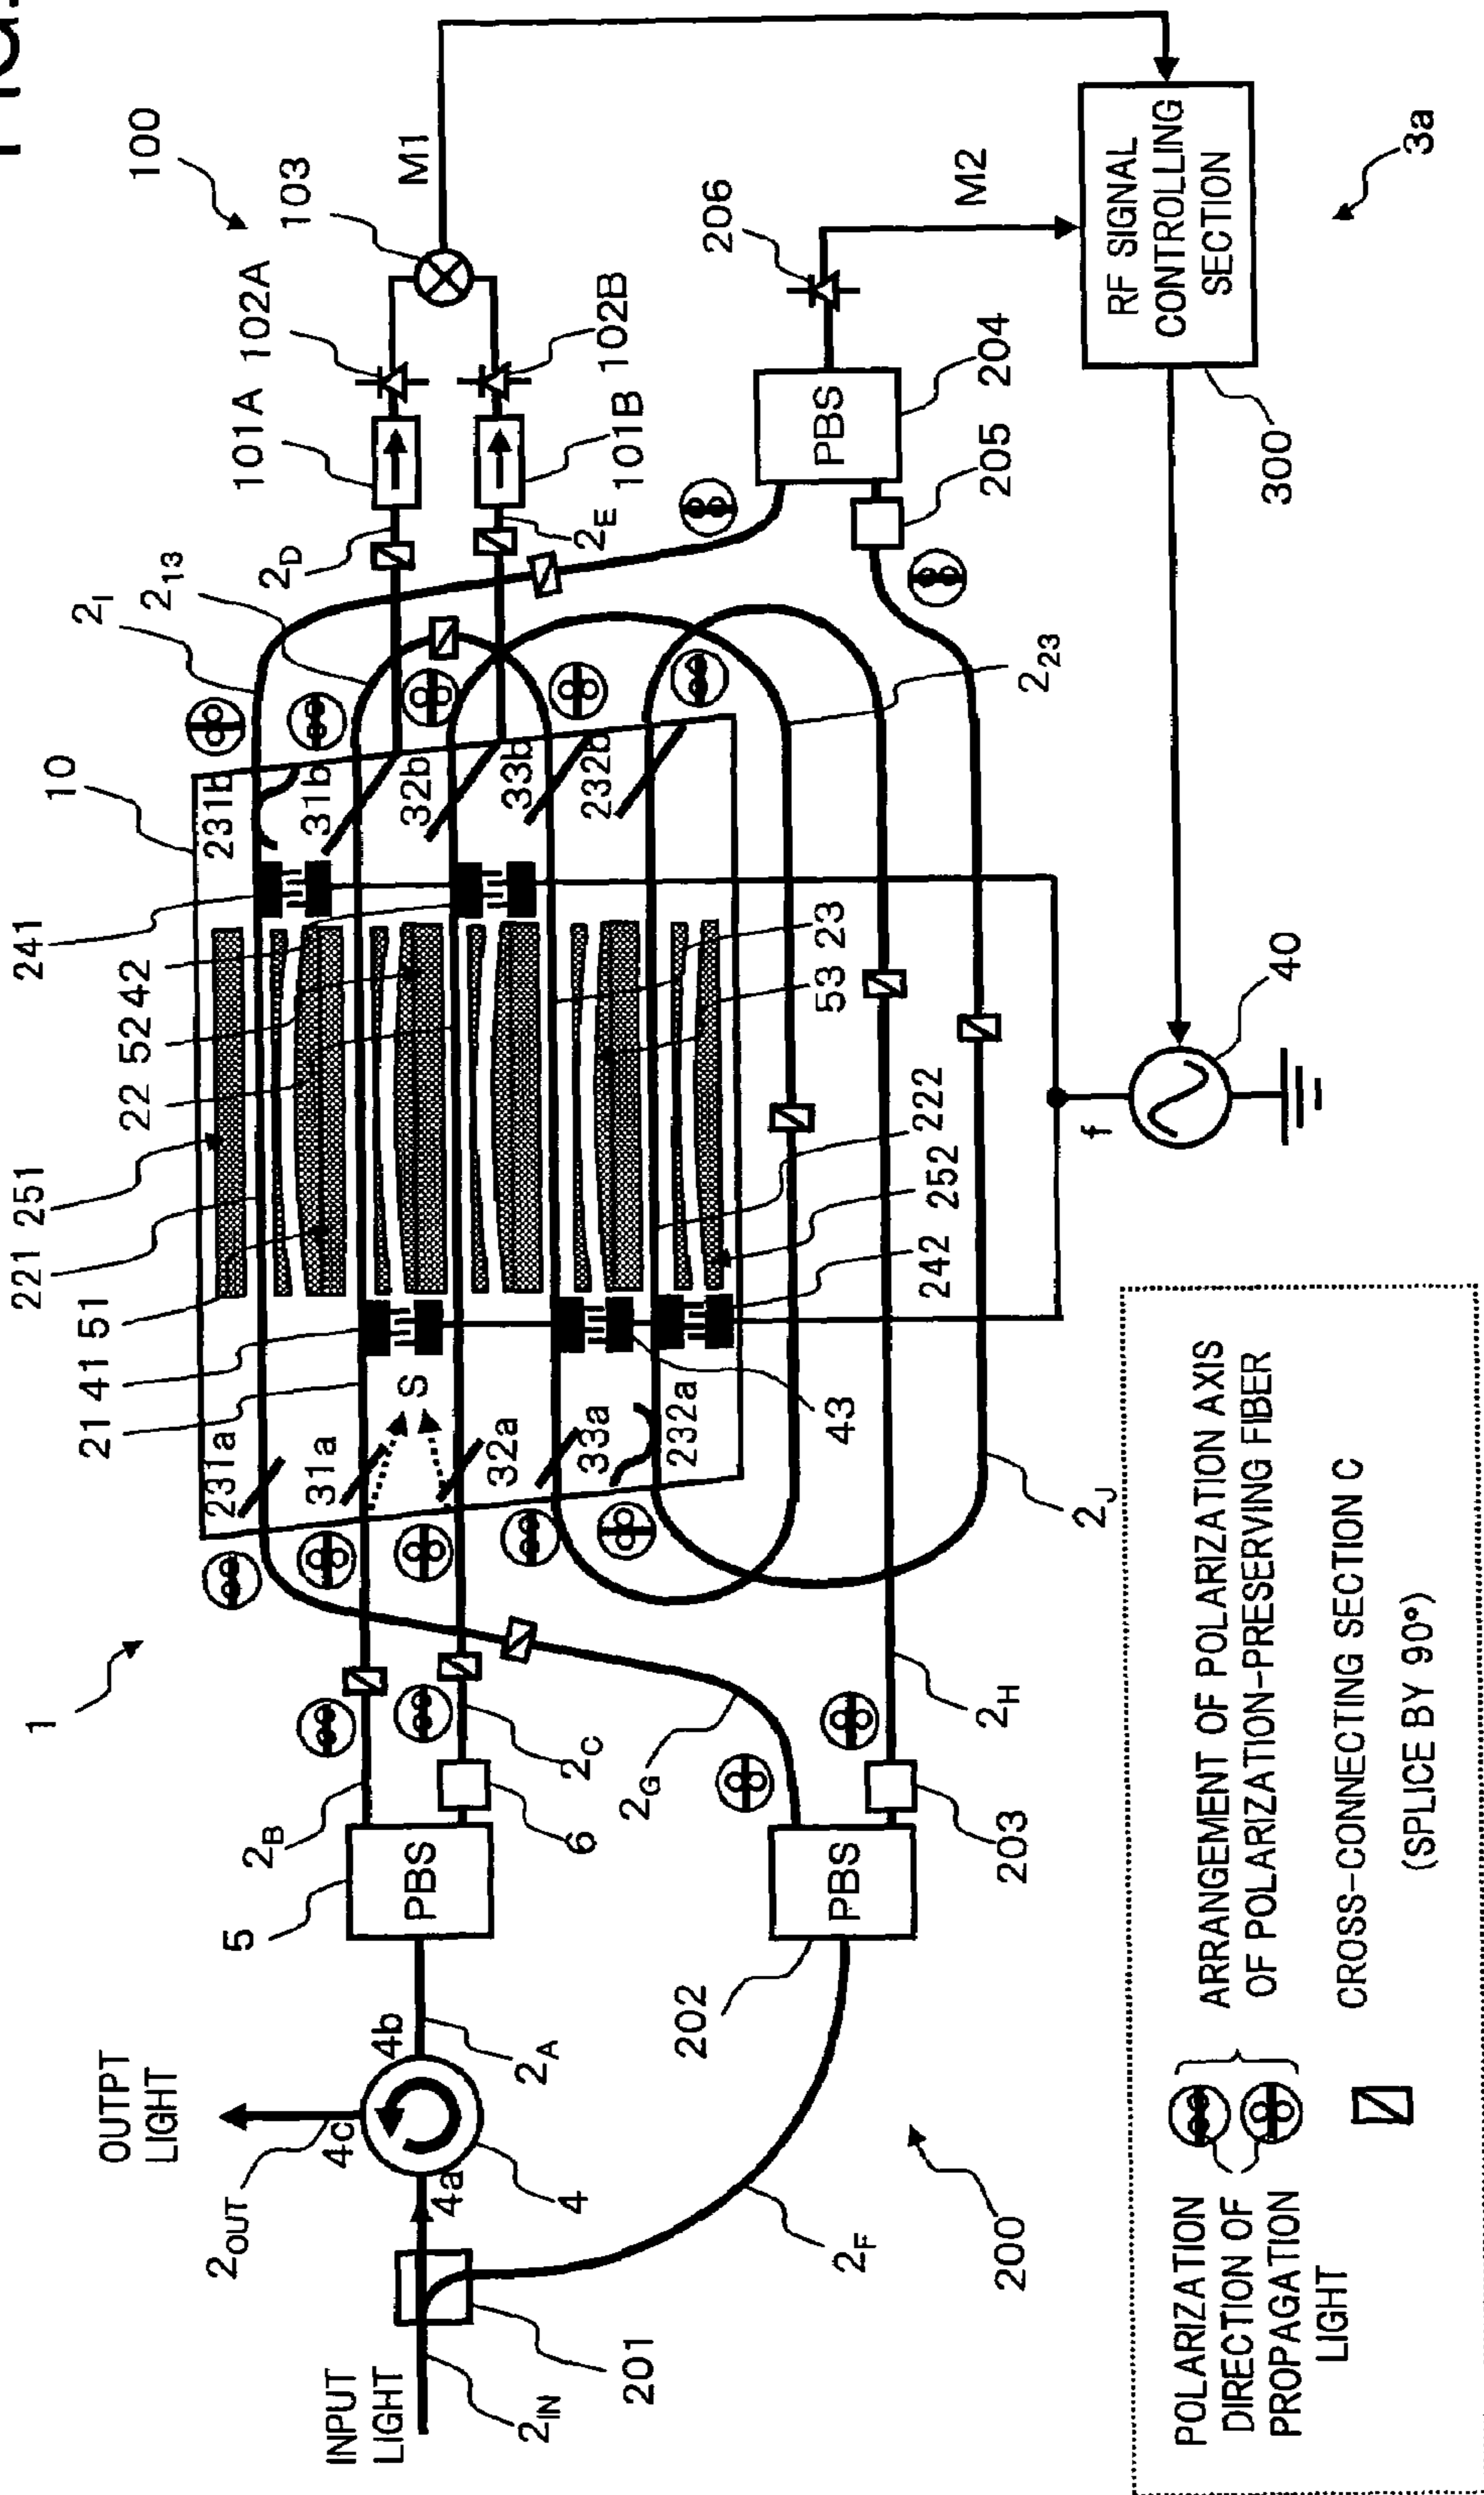 FIG.
1
100
103
M1
102A
101A
102B
101B
2D
2E
2I
213
10
231b
31b
32b
33b
232b
241
42
52
22
251
221
51
41
21
231a
31a
S
32a
33a
232a
43
23
53
222
252
242
223
206
M2
PBS
204
205
RF SIGNAL
CONTROLLING
SECTION
3a
300
40
f
2J
2H
2G
2C
2B
6
5
PBS
PBS
203
202
2A
4b
4c
4a
4
OUTPT
LIGHT
2OUT
INPUT
LIGHT
2IN
201
2F
200
POLARIZATION
DIRECTION OF
PROPAGATION
LIGHT
ARRANGEMENT OF POLARIZATION AXIS
OF POLARIZATION-PRESERVING FIBER
CROSS-CONNECTING SECTION C
(SPLICE BY 90°)